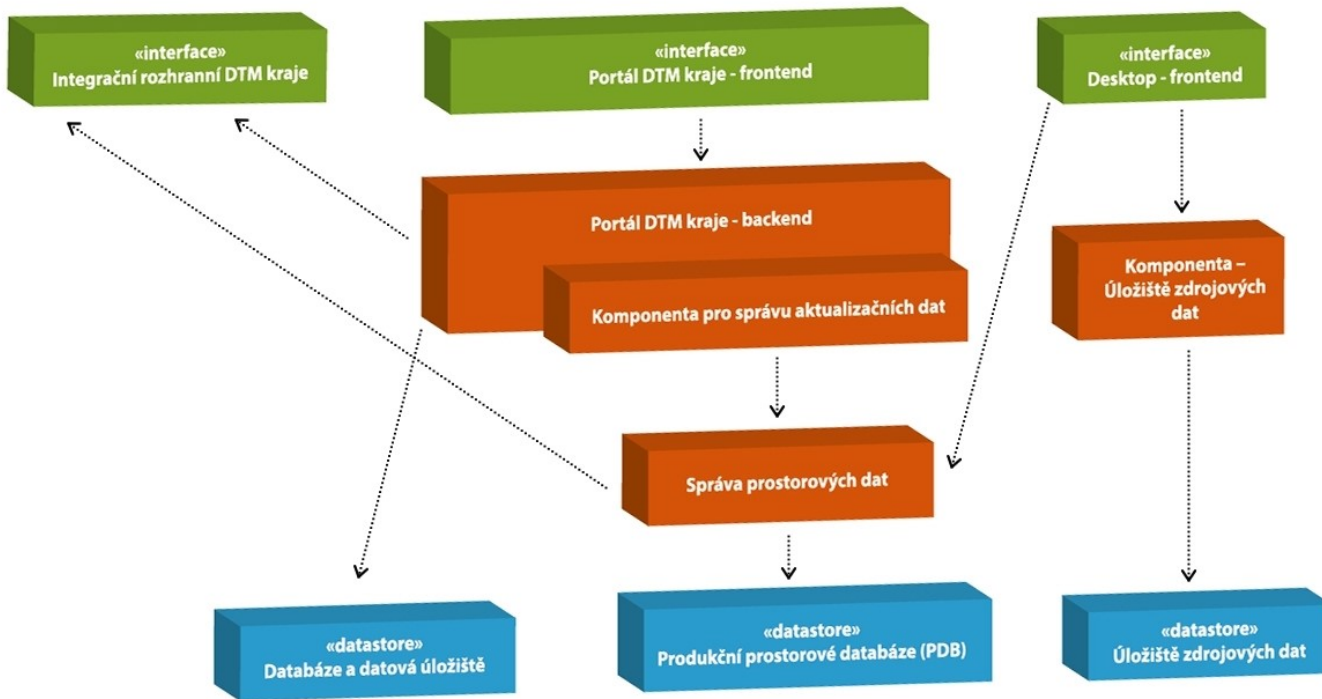 «interface»
Integrační rozhranní DTM kraje
«interface»
Portál DTM kraje - frontend
«interface»
Desktop - frontend
Portál DTM kraje - backend
Komponenta pro správu aktualizačních dat
Komponenta –
Úložiště zdrojových
dat
Správa prostorových dat
«datastore»
Databáze a datová úložiště
«datastore»
Produkční prostorové databáze (PDB)
«datastore»
Úložiště zdrojových dat